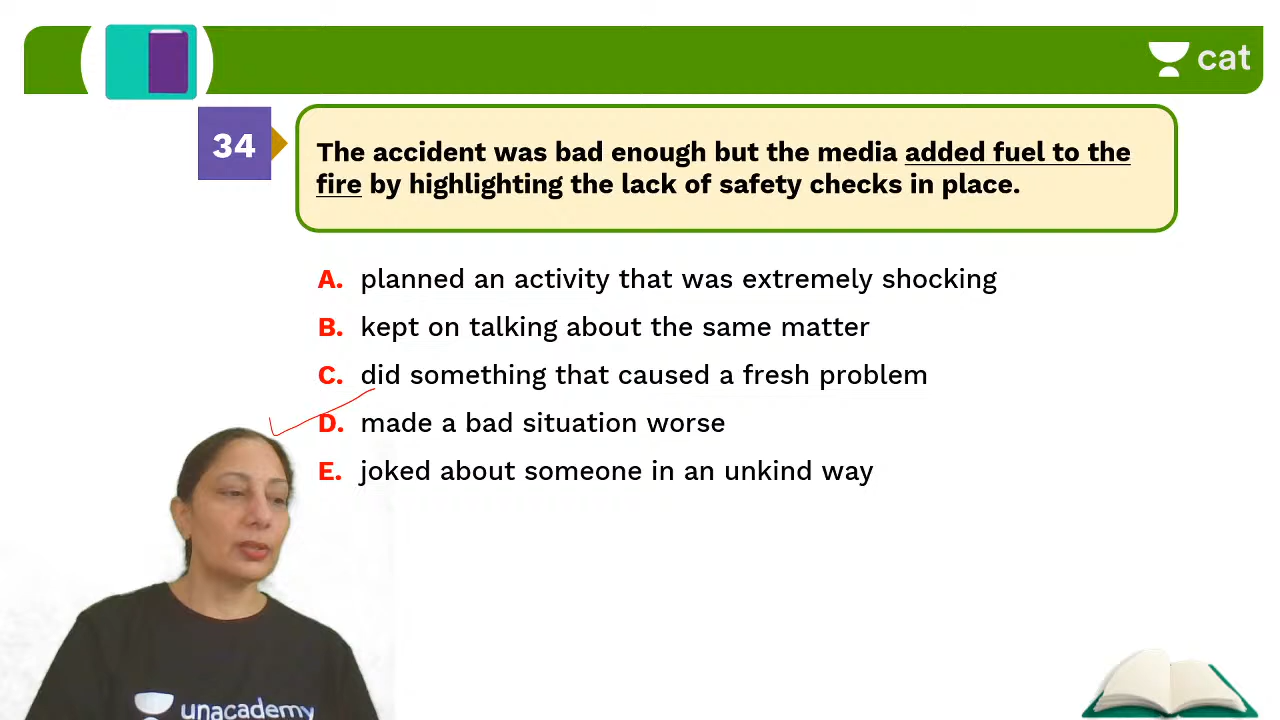 cat
34
The accident was bad enough but the media added fuel to the
fire by highlighting the lack of safety checks in place.
A. planned an activity that was extremely shocking
B. kept on talking about the same matter
C. did something that caused a fresh problem
D. made a bad situation worse
E. joked about someone in an unkind way
unacademy